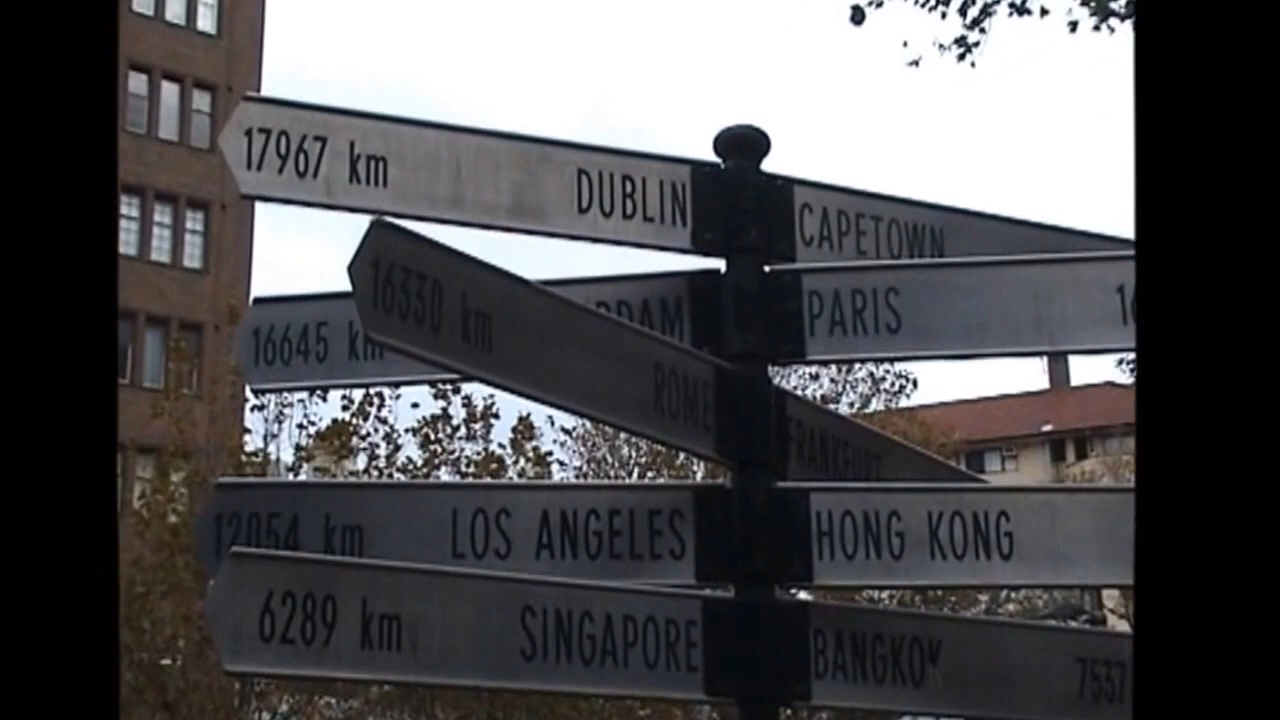 17967 km DUBLIN
CAPETOWN
16645 km
PARIS
16330 km ROME
FRANKFURT
12054 km LOS ANGELES
HONG KONG
6289 km SINGAPORE
BANGKOK 7537